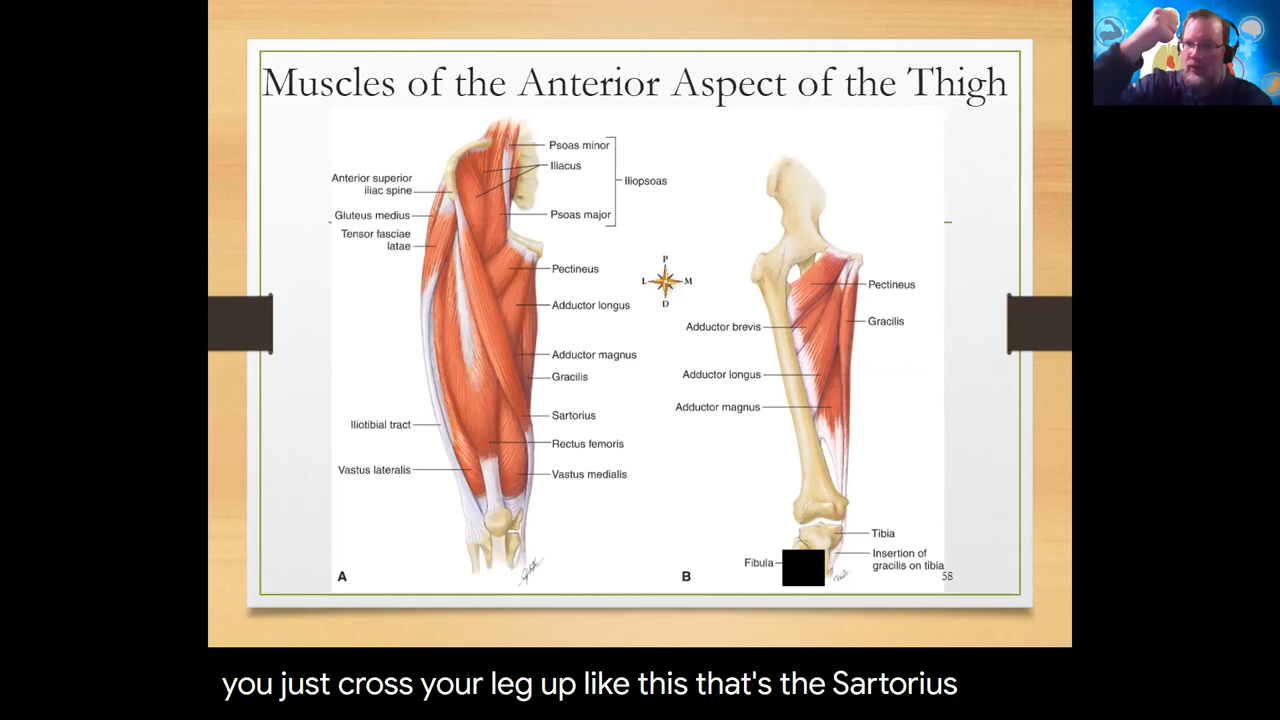 Muscles of the Anterior Aspect of the Thigh
Psoas minor
Iliacus
Iliopsoas
Anterior superior
iliac spine
Gluteus medius
Psoas major
Tensor fasciae
latae
Pectineus
Adductor longus
Adductor magnus
Gracilis
Sartorius
Iliotibial tract
Rectus femoris
Vastus lateralis
Vastus medialis
A
P
L
M
D
Pectineus
Gracilis
Adductor brevis
Adductor longus
Adductor magnus
Tibia
Fibula
Insertion of
gracilis on tibia
B
58
you just cross your leg up like this that's the Sartorius